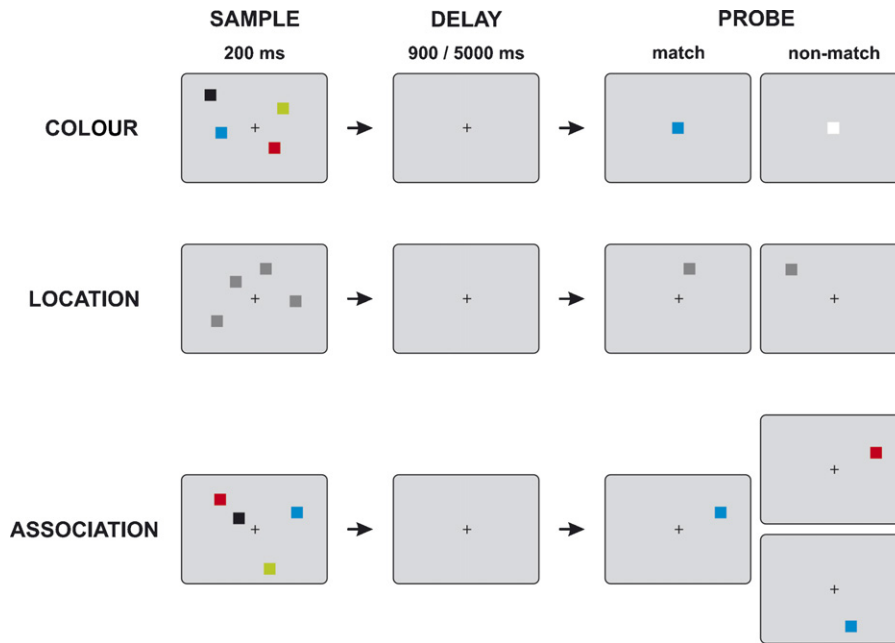 SAMPLE DELAY PROBE
200 ms 900 / 5000 ms match non-match
COLOUR
LOCATION
ASSOCIATION